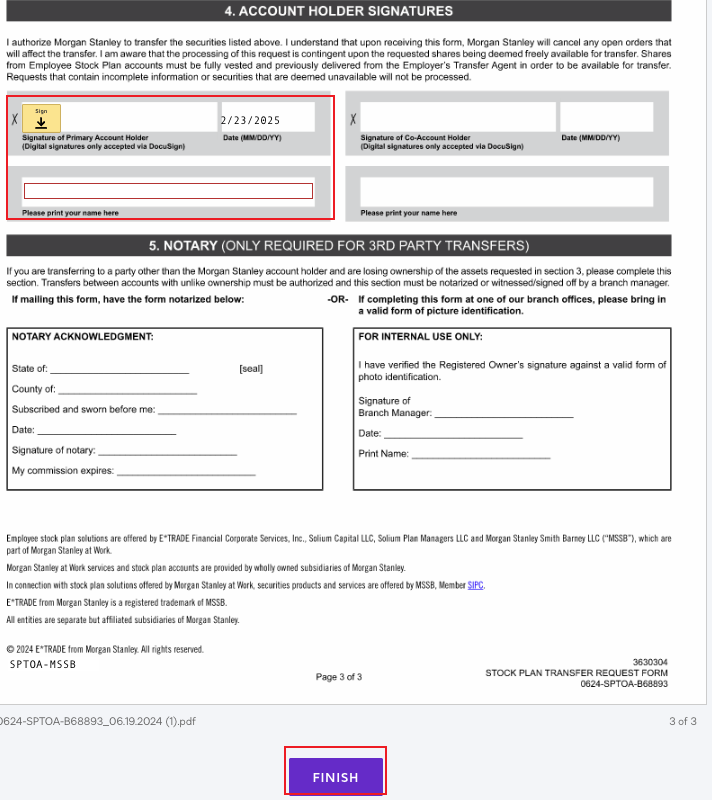 4. ACCOUNT HOLDER SIGNATURES
I authorize Morgan Stanley to transfer the securities listed above. I understand that upon receiving this form, Morgan Stanley will cancel any open orders that
will affect the transfer. I am aware that the processing of this request is contingent upon the requested shares being deemed freely available for transfer. Shares
from Employee Stock Plan accounts must be fully vested and previously delivered from the Employer's Transfer Agent in order to be available for transfer.
Requests that contain incomplete information or securities that are deemed unavailable will not be processed.
X Sign 2/23/2025
Signature of Primary Account Holder Date (MM/DD/YY)
(Digital signatures only accepted via DocuSign)
Please print your name here
X
Signature of Co-Account Holder Date (MM/DD/YY)
(Digital signatures only accepted via DocuSign)
Please print your name here
5. NOTARY (ONLY REQUIRED FOR 3RD PARTY TRANSFERS)
If you are transferring to a party other than the Morgan Stanley account holder and are losing ownership of the assets requested in section 3, please complete this
section. Transfers between accounts with unlike ownership must be authorized and this section must be notarized or witnessed/signed off by a branch manager.
If mailing this form, have the form notarized below:
-OR-
If completing this form at one of our branch offices, please bring in
a valid form of picture identification.
NOTARY ACKNOWLEDGMENT:
State of: [seal]
County of:
Subscribed and sworn before me:
Date:
Signature of notary:
My commission expires:
FOR INTERNAL USE ONLY:
I have verified the Registered Owner's signature against a valid form of
photo identification.
Signature of
Branch Manager:
Date:
Print Name:
Employee stock plan solutions are offered by E*TRADE Financial Corporate Services, Inc., Solium Capital LLC, Solium Plan Managers LLC and Morgan Stanley Smith Barney LLC ("MSSB"), which are
part of Morgan Stanley at Work.
Morgan Stanley at Work services and stock plan accounts are provided by wholly owned subsidiaries of Morgan Stanley.
In connection with stock plan solutions offered by Morgan Stanley at Work, securities products and services are offered by MSSB, Member SIPC.
E*TRADE from Morgan Stanley is a registered trademark of MSSB.
All entities are separate but affiliated subsidiaries of Morgan Stanley.
© 2024 E*TRADE from Morgan Stanley. All rights reserved.
SPTOA-MSSB
Page 3 of 3
3630304
STOCK PLAN TRANSFER REQUEST FORM
0624-SPTOA-B68893
0624-SPTOA-B68893_06.19.2024 (1).pdf
3 of 3
FINISH